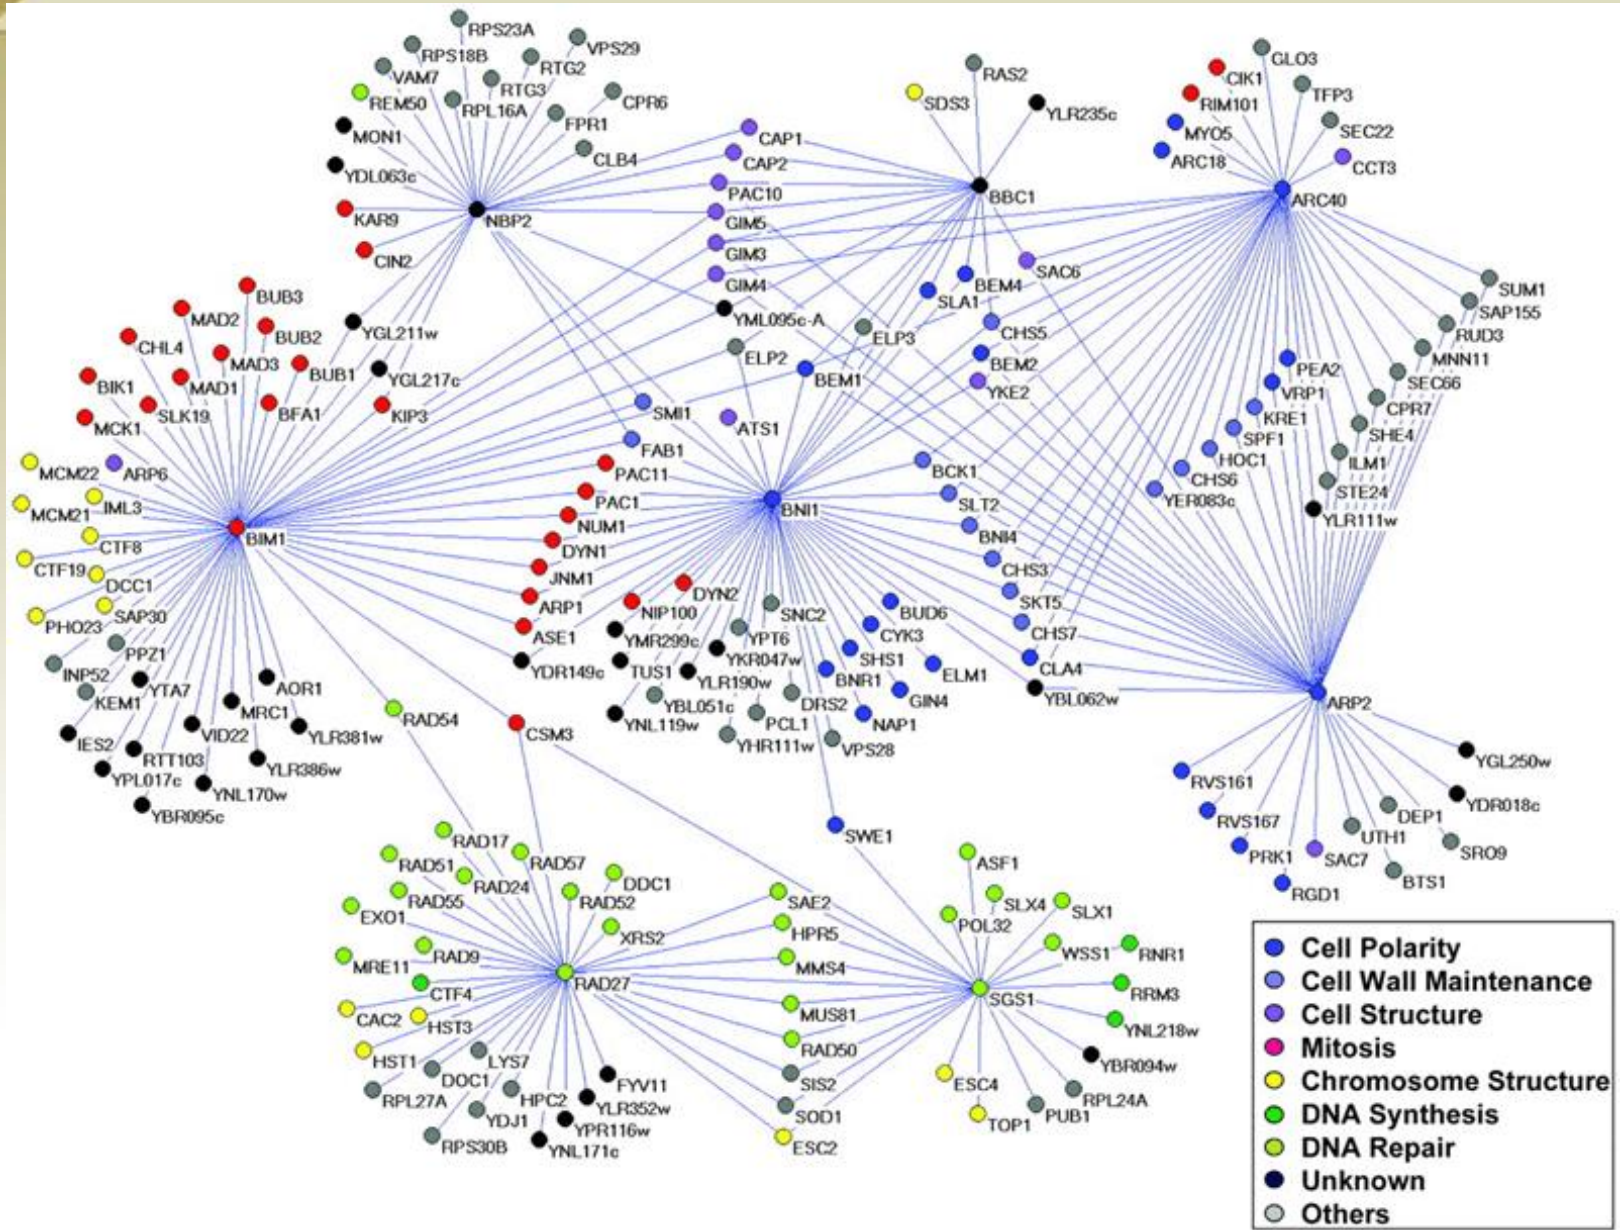 RPS23A
RPS18B
VPS29
RTG2
VAM7
RTG3
REM50
RPL16A
CPR6
FPR1
MON1
CLB4
YDL063c
KAR9
NBP2
CIN2
CAP1
CAP2
PAC10
GIM5
GIM3
GIM4
YML095c-A
ELP2
ELP3
RAS2
SDS3
YLR235c
BBC1
SAC6
BEM4
SLA1
CHS5
BEM2
YKE2
BEM1
GLO3
CIK1
TFP3
RIM101
SEC22
MYO5
ARC18
CCT3
ARC40
SUM1
SAP155
RUD3
MNN11
SEC66
CPR7
SHE4
ILM1
STE24
YLR111w
PEA2
VRP1
KRE1
SPF1
HOC1
CHS6
YER083c
BUB3
MAD2
BUB2
YGL211w
CHL4
MAD3
BUB1
YGL217c
BIK1
MAD1
SLK19
BFA1
KIP3
MCK1
MCM22
ARP6
IML3
MCM21
CTF8
BIM1
CTF19
DCC1
SAP30
PHO23
PPZ1
INP52
KEM1
YTA7
AOR1
MRC1
IES2
VID22
YLR381w
RTT103
YLR386w
YPL017c
YNL170w
YBR095c
SMI1
FAB1
ATS1
PAC11
PAC1
NUM1
DYN1
JNM1
ARP1
ASE1
YDR149c
BNI1
BCK1
SLT2
BNI4
CHS3
SKT5
CHS7
CLA4
YBL062w
DYN2
NIP100
SNC2
BUD6
YMR299c
YPT6
CYK3
YKR047w
SHS1
TUS1
YLR190w
BNR1
ELM1
YBL051c
DRS2
GIN4
YNL119w
PCL1
NAP1
YHR111w
VPS28
RAD54
CSM3
SWE1
ARP2
YGL250w
RVS161
YDR018c
RVS167
DEP1
UTH1
PRK1
SAC7
SRO9
BTS1
RGD1
RAD17
RAD51
RAD57
RAD24
DDC1
RAD55
RAD52
EXO1
XRS2
RAD9
MRE11
CTF4
RAD27
CAC2
HST3
HST1
LYS7
DOC1
FYV11
RPL27A
HPC2
YLR352w
YDJ1
YPR116w
RPS30B
YNL171c
SAE2
HPR5
MMS4
MUS81
RAD50
SIS2
SOD1
ESC2
ASF1
SLX4
SLX1
POL32
WSS1
RNR1
SGS1
RRM3
YNL218w
YBR094w
ESC4
RPL24A
TOP1
PUB1
Cell Polarity
Cell Wall Maintenance
Cell Structure
Mitosis
Chromosome Structure
DNA Synthesis
DNA Repair
Unknown
Others